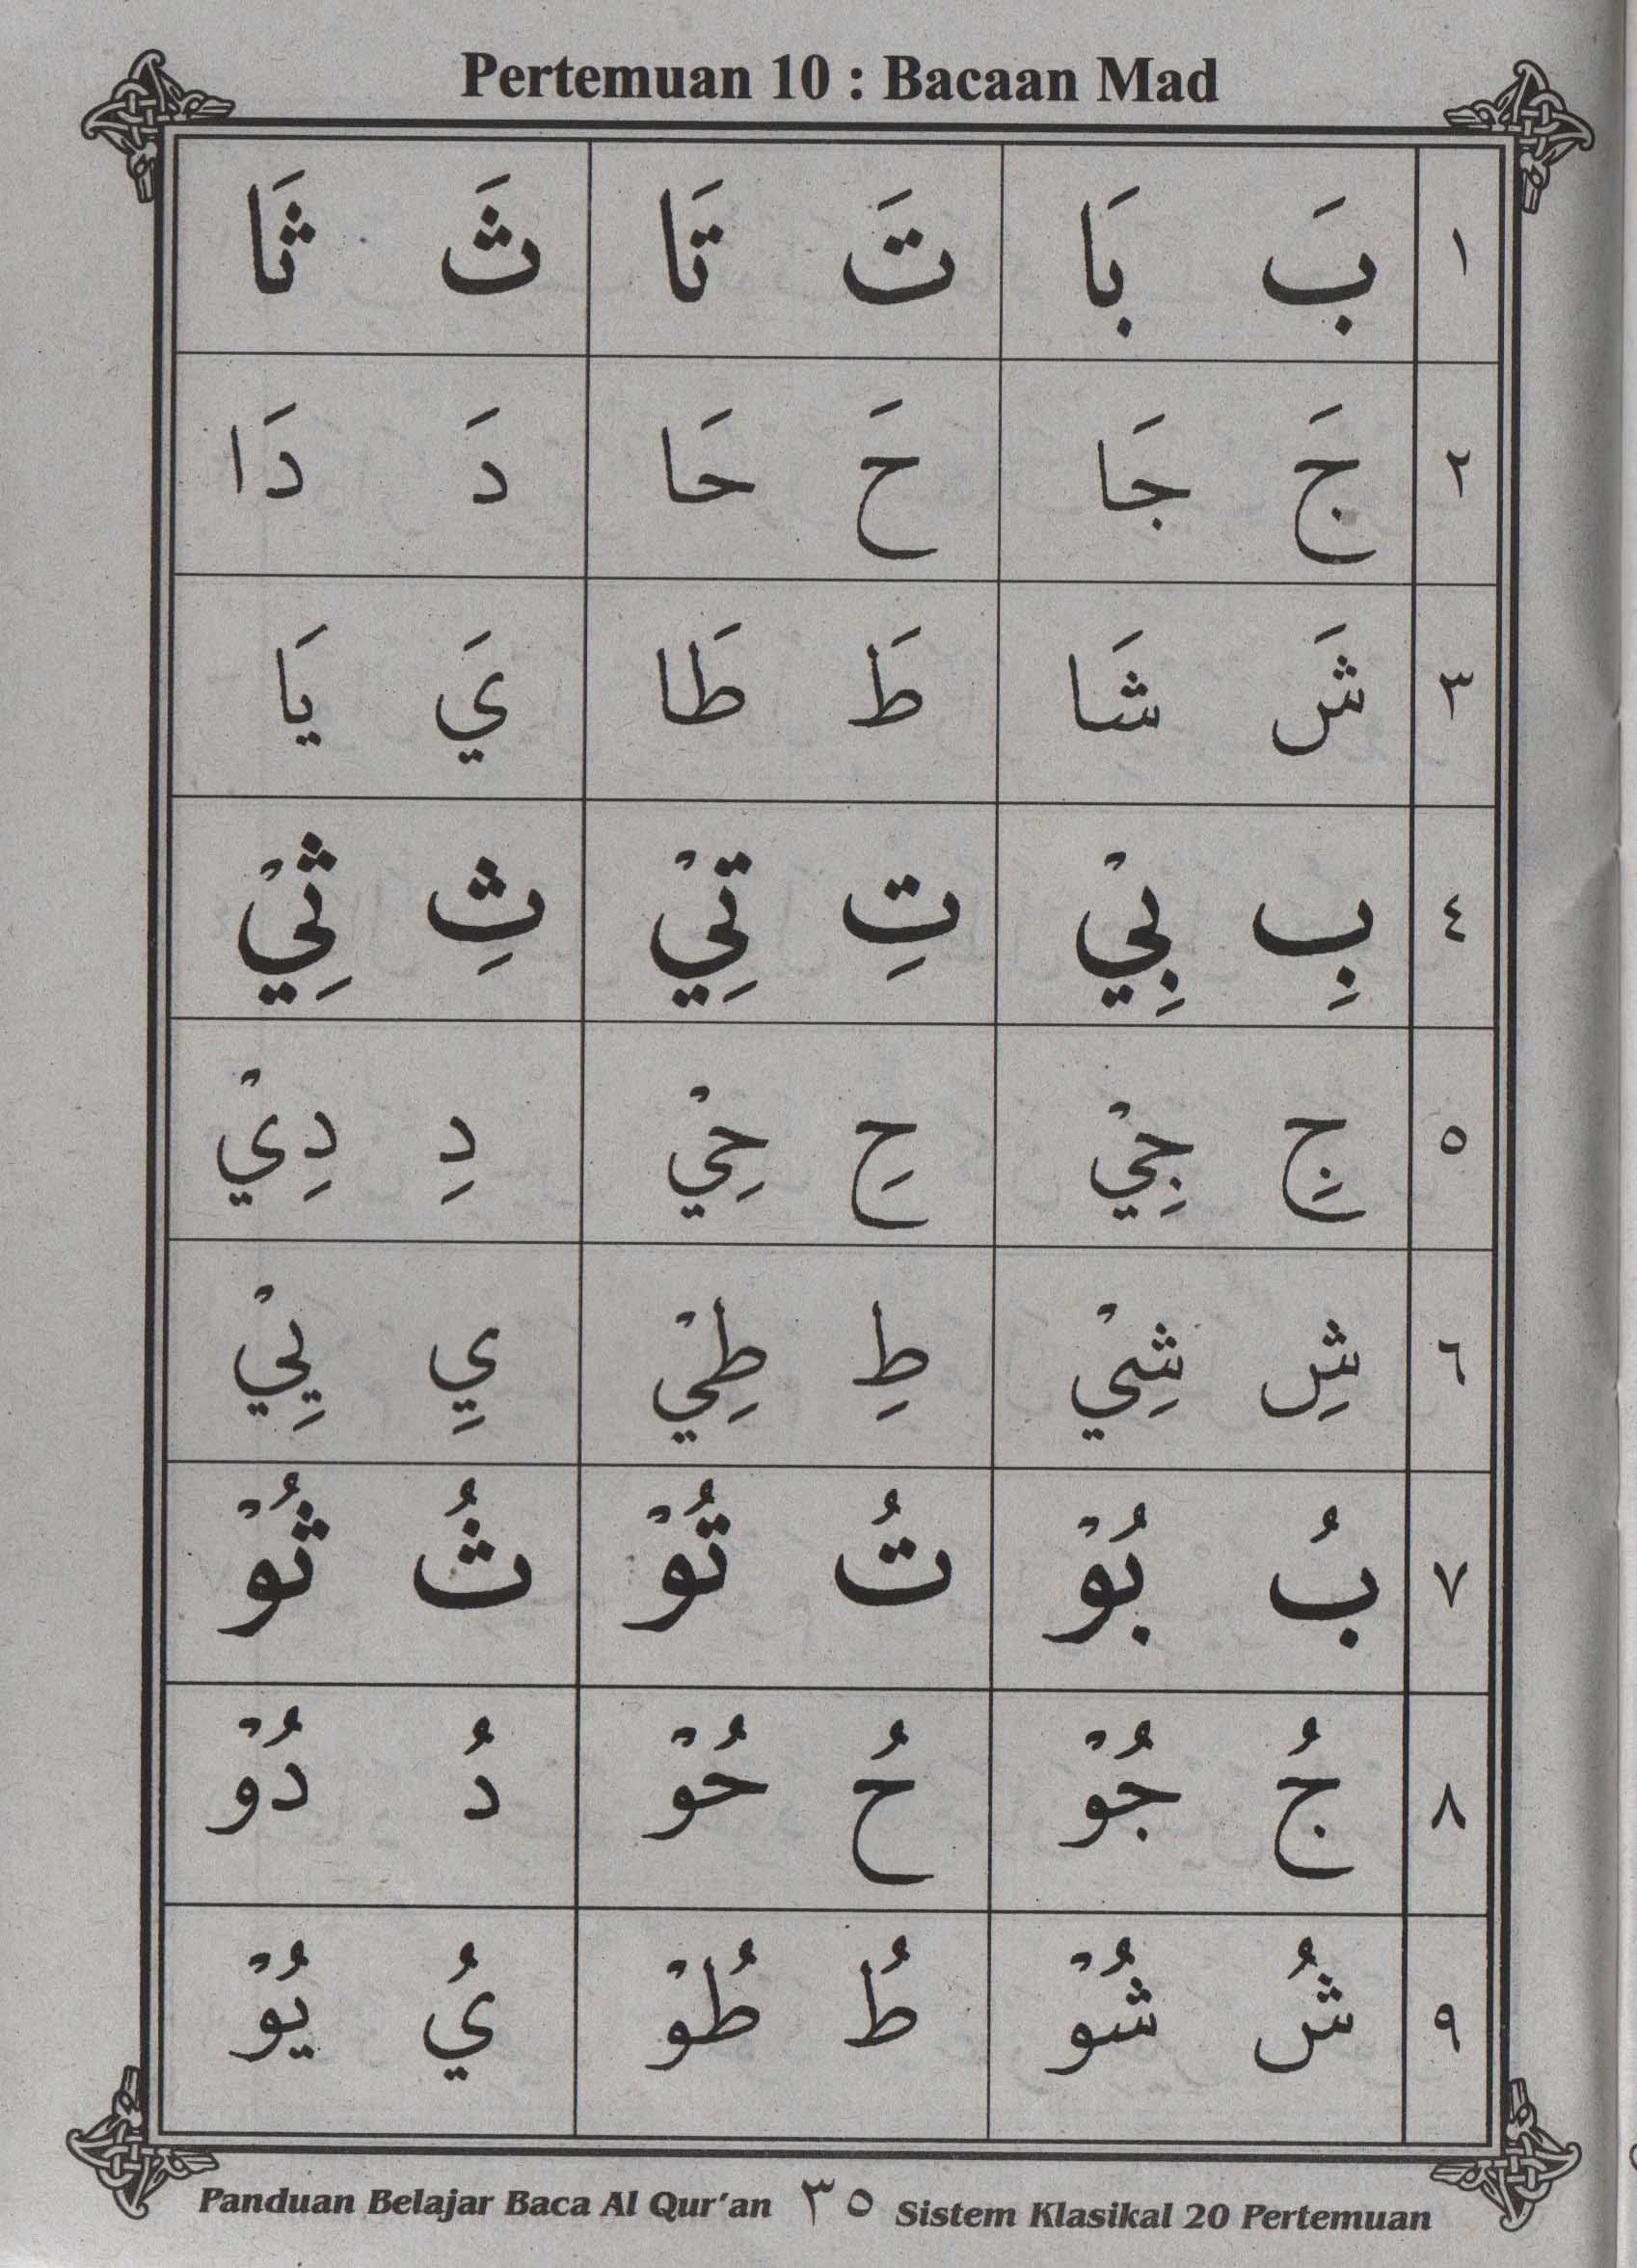 Pertemuan 10 : Bacaan Mad
١ بَ بَا تَ تَا ثَ ثَا
٢ جَ جَا حَ حَا دَ دَا
٣ شَ شَا طَ طَا يَ يَا
٤ بِ بِيْ تِ تِيْ ثِ ثِيْ
٥ جِ جِيْ حِ حِيْ دِ دِيْ
٦ شِ شِيْ طِ طِيْ يِ يِيْ
٧ بُ بُوْ تُ تُوْ ثُ ثُوْ
٨ جُ جُوْ حُ حُوْ دُ دُوْ
٩ شُ شُوْ طُ طُوْ يُ يُوْ
Panduan Belajar Baca Al Qur'an ٣٥ Sistem Klasikal 20 Pertemuan